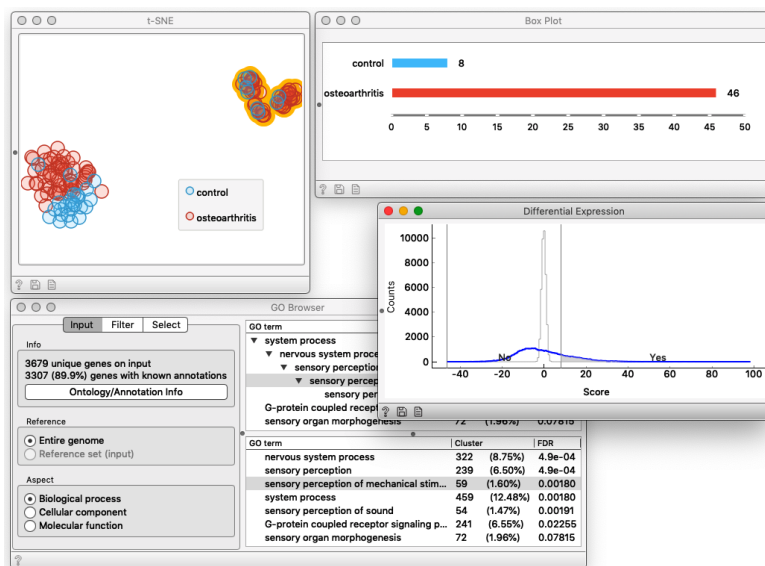 t-SNE
control
osteoarthritis
Box Plot
control
8
osteoarthritis
46
0 5 10 15 20 25 30 35 40 45 50
Differential Expression
10000
8000
6000
4000
2000
0
Counts
No
Yes
-40 -20 0 20 40 60 80 100
Score
GO Browser
Input Filter Select
Info
3679 unique genes on input
3307 (89.9%) genes with known annotations
Ontology/Annotation Info
Reference
Entire genome
Reference set (input)
Aspect
Biological process
Cellular component
Molecular function
GO term
system process
nervous system proce
sensory perception
sensory percep
sensory per
G-protein coupled recept
sensory organ morphogenesis 72 (1.96%) 0.07815
GO term Cluster FDR
nervous system process 322 (8.75%) 4.9e-04
sensory perception 239 (6.50%) 4.9e-04
sensory perception of mechanical stim... 59 (1.60%) 0.00180
system process 459 (12.48%) 0.00180
sensory perception of sound 54 (1.47%) 0.00191
G-protein coupled receptor signaling p... 241 (6.55%) 0.02255
sensory organ morphogenesis 72 (1.96%) 0.07815